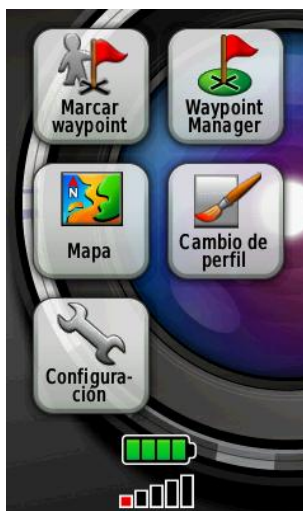 Marcar
waypoint
Waypoint
Manager
N
Mapa
Cambio de
perfil
Configura-
ción